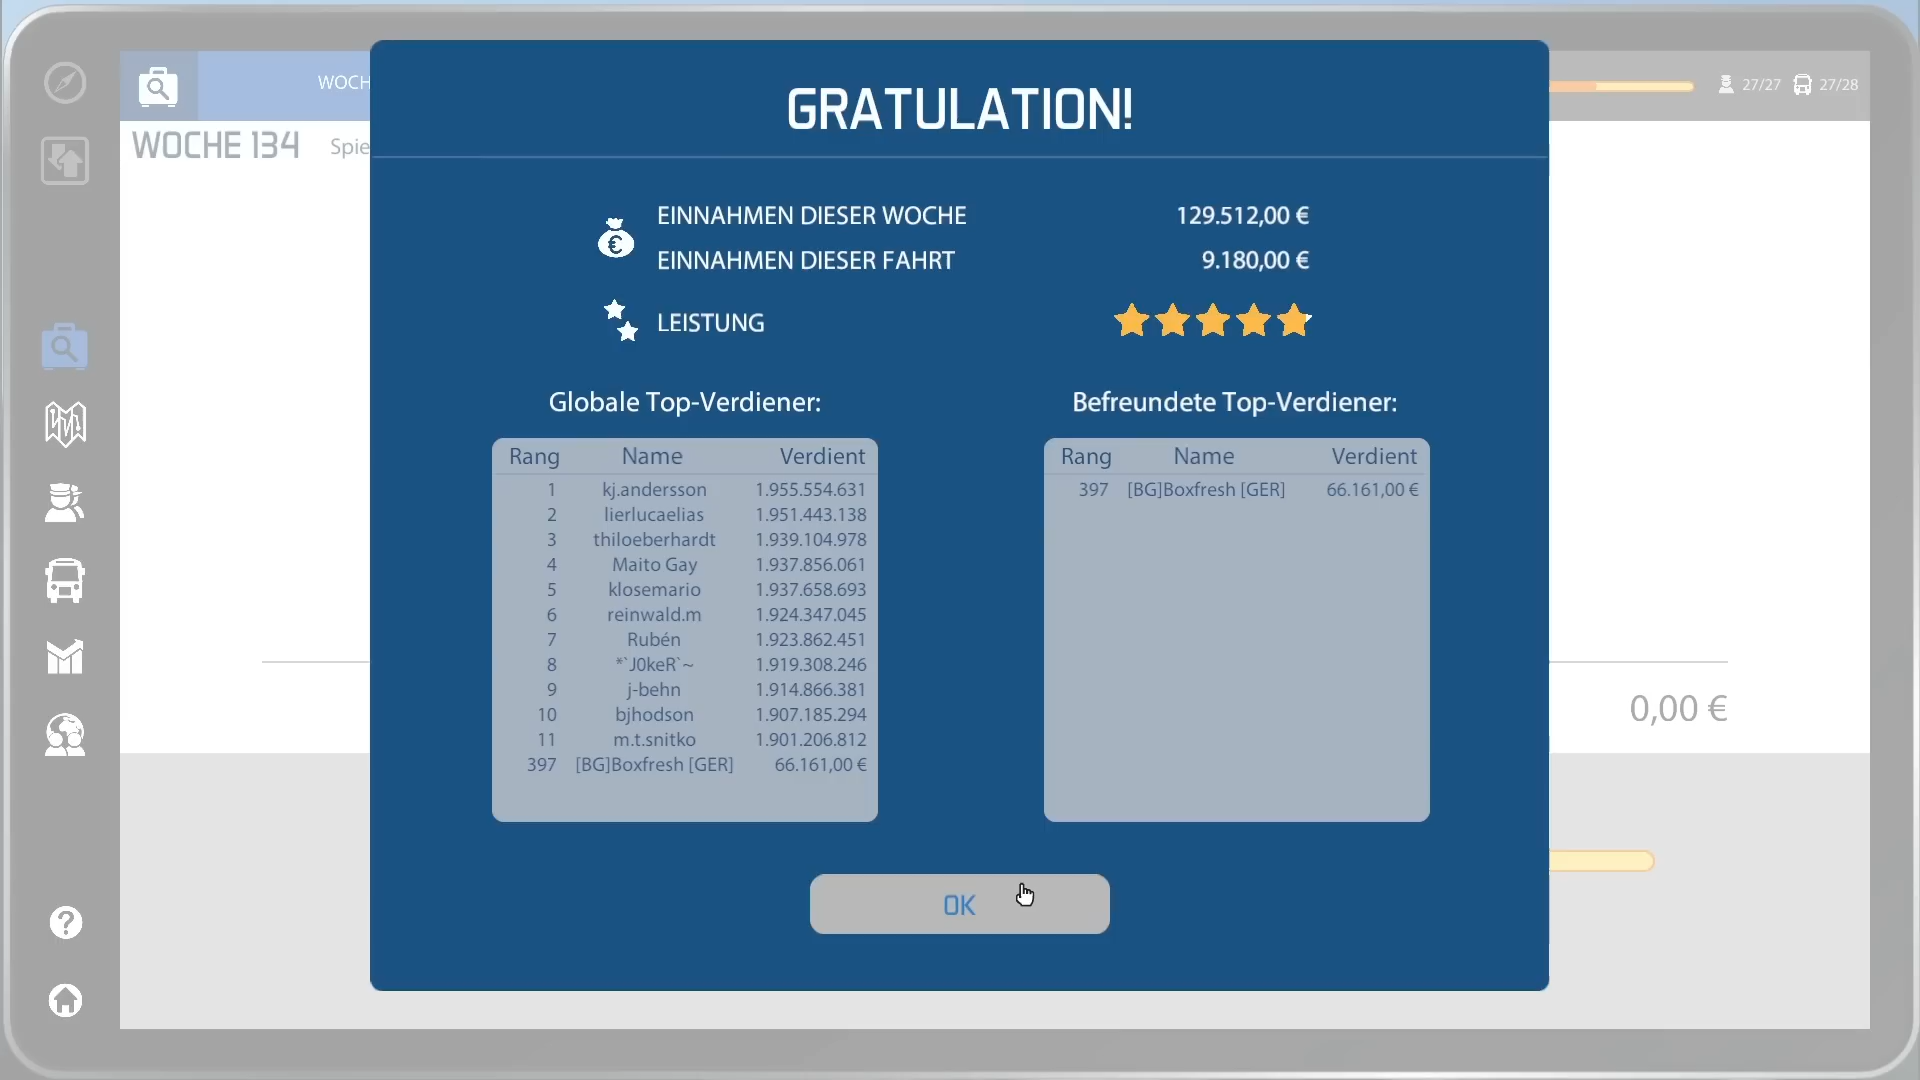 WOCH
27/27 27/28
WOCHE 134 Spie
GRATULATION!
EINNAHMEN DIESER WOCHE 129.512,00 €
EINNAHMEN DIESER FAHRT 9.180,00 €
LEISTUNG
Globale Top-Verdiener:
Rang Name Verdient
1 kj.andersson 1.955.554.631
2 lierlucaelias 1.951.443.138
3 thiloeberhardt 1.939.104.978
4 Maito Gay 1.937.856.061
5 klosemario 1.937.658.693
6 reinwald.m 1.924.347.045
7 Rubén 1.923.862.451
8 *`J0keR`~ 1.919.308.246
9 j-behn 1.914.866.381
10 bjhodson 1.907.185.294
11 m.t.snitko 1.901.206.812
397 [BG]Boxfresh [GER] 66.161,00 €
Befreundete Top-Verdiener:
Rang Name Verdient
397 [BG]Boxfresh [GER] 66.161,00 €
0,00 €
OK